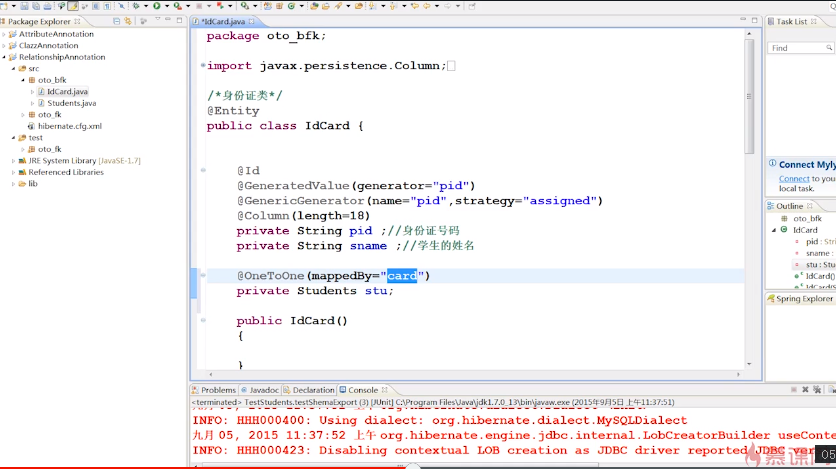 Package Explorer
AttributeAnnotation
ClazzAnnotation
RelationshipAnnotation
src
oto_bfk
IdCard.java
Students.java
oto_fk
hibernate.cfg.xml
test
oto_fk
JRE System Library [JavaSE-1.7]
Referenced Libraries
lib
*IdCard.java
package oto_bfk;
import javax.persistence.Column;
/*身份证类*/
@Entity
public class IdCard {
@Id
@GeneratedValue(generator="pid")
@GenericGenerator(name="pid",strategy="assigned")
@Column(length=18)
private String pid ;//身份证号码
private String sname ;//学生的姓名
@OneToOne(mappedBy="card")
private Students stu;
public IdCard()
{
}
Problems @ Javadoc Declaration Console
<terminated> TestStudents.testShemaExport (3) [JUnit] C:\Program Files\Java\jdk1.7.0_13\bin\javaw.exe (2015年9月5日 上午11:37:51)
INFO: HHH000400: Using dialect: org.hibernate.dialect.MySQLDialect
九月 05, 2015 11:37:52 上午 org.hibernate.engine.jdbc.internal.LobCreatorBuilder useConte
INFO: HHH000423: Disabling contextual LOB creation as JDBC driver reported JDBC ver
Task List
Find
Connect Myly
Connect to your
local task.
Outline
oto_bfk
IdCard
pid : Stri
sname :
stu : Stu
IdCard()
Spring Explorer
慕课网
05